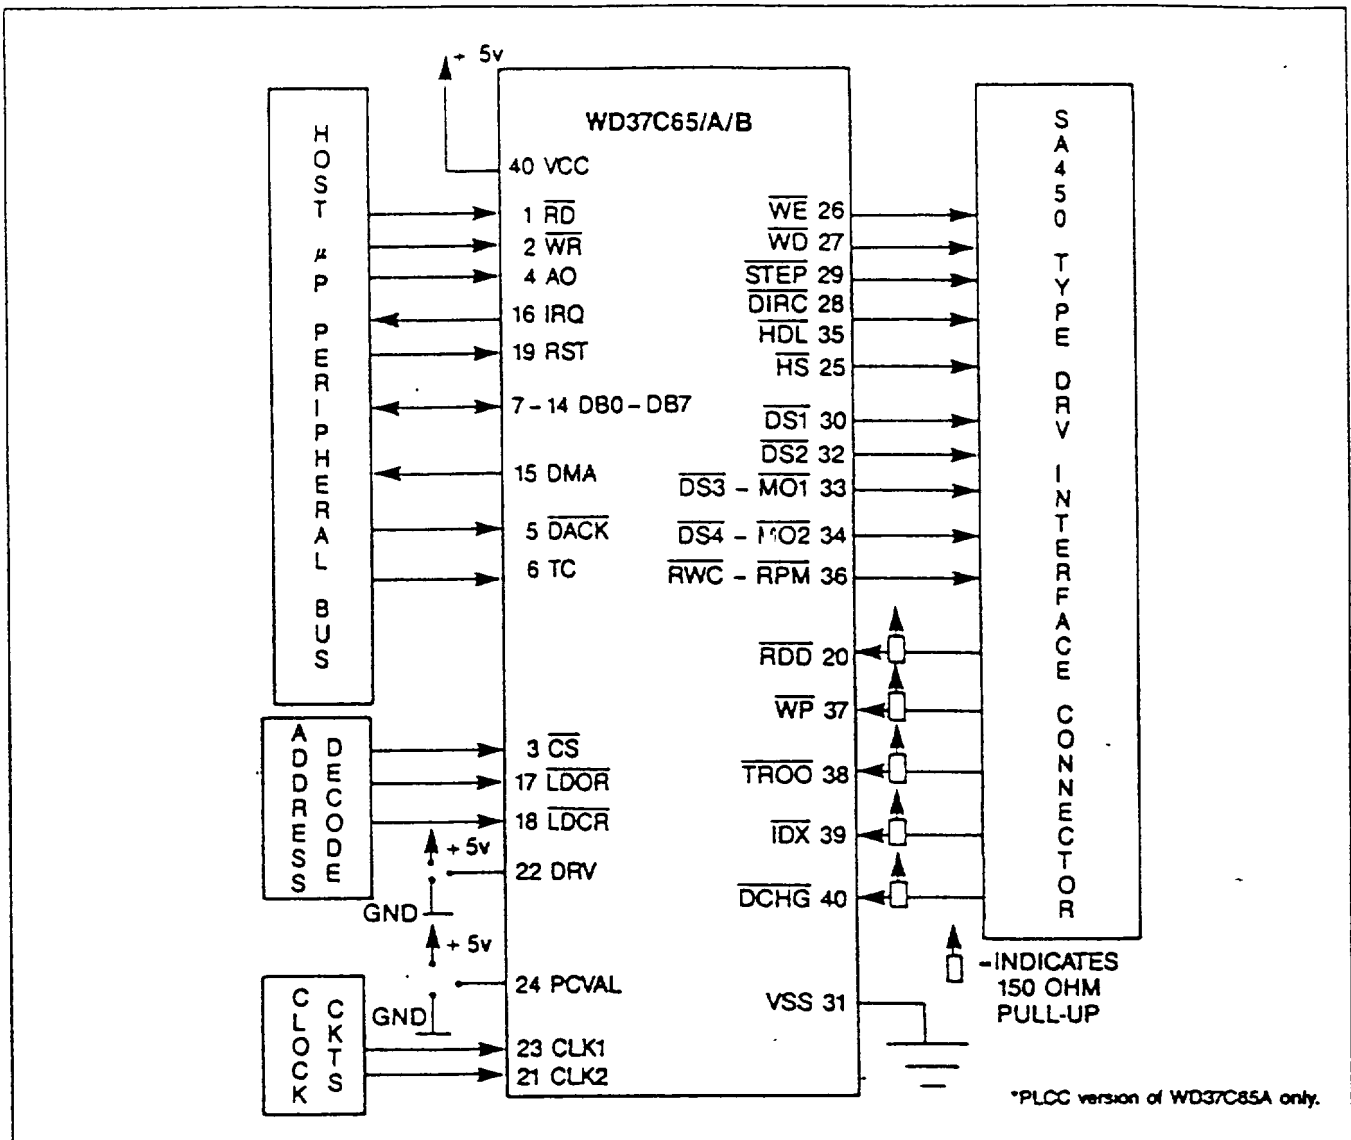 + 5v
WD37C65/A/B
40 VCC
1 RD
2 WR
4 AO
16 IRQ
19 RST
7 - 14 DB0 - DB7
15 DMA
5 DACK
6 TC
3 CS
17 LDOR
18 LDCR
+ 5v
22 DRV
GND
+ 5v
24 PCVAL
GND
23 CLK1
21 CLK2
WE 26
WD 27
STEP 29
DIRC 28
HDL 35
HS 25
DS1 30
DS2 32
DS3 - MO1 33
DS4 - MO2 34
RWC - RPM 36
RDD 20
WP 37
TROO 38
IDX 39
DCHG 40
VSS 31
HOST µP PERIPHERAL BUS
ADDRESS
DECODE
CLOCK
CKTS
SA450 TYPE DRV INTERFACE CONNECTOR
-INDICATES
150 OHM
PULL-UP
*PLCC version of WD37C65A only.